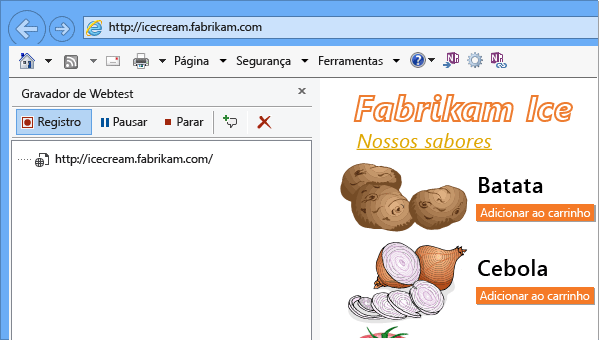 http://icecream.fabrikam.com
Página Segurança Ferramentas
Gravador de Webtest
Registro Pausar Parar
http://icecream.fabrikam.com/
Fabrikam Ice
Nossos sabores
Batata
Adicionar ao carrinho
Cebola
Adicionar ao carrinho